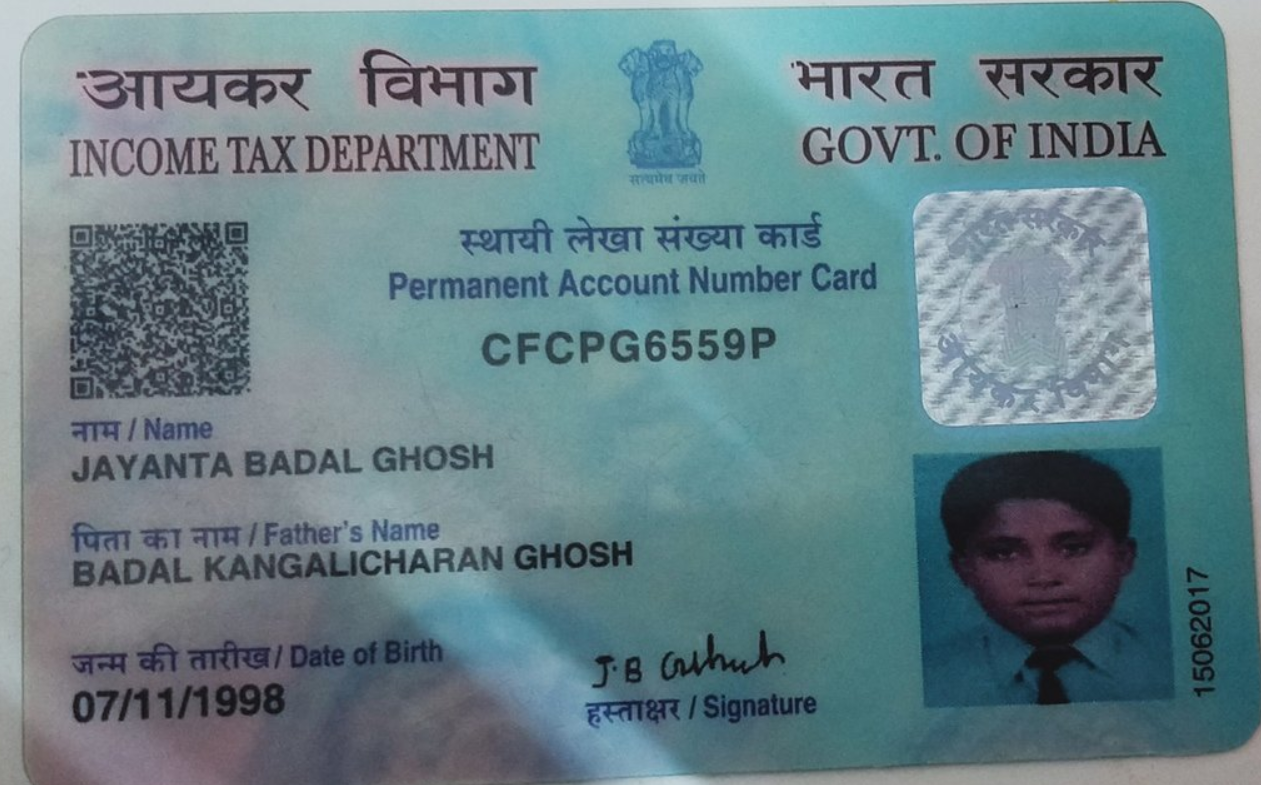 आयकर विभाग
INCOME TAX DEPARTMENT
सत्यमेव जयते
भारत सरकार
GOVT. OF INDIA
स्थायी लेखा संख्या कार्ड
Permanent Account Number Card
CFCPG6559P
भारत सरकार
आयकर विभाग
नाम / Name
JAYANTA BADAL GHOSH
पिता का नाम / Father's Name
BADAL KANGALICHARAN GHOSH
जन्म की तारीख / Date of Birth
07/11/1998
J.B
हस्ताक्षर / Signature
15062017